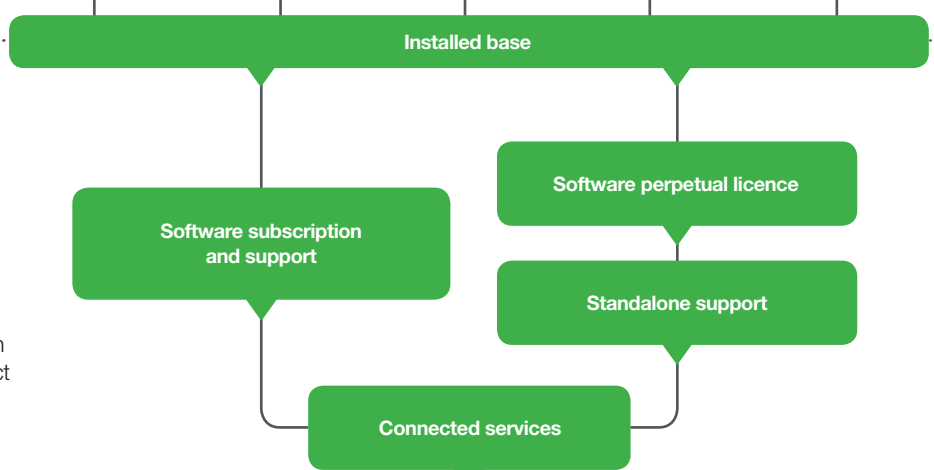 Installed base
Software perpetual licence
Software subscription
and support
Standalone support
Connected services